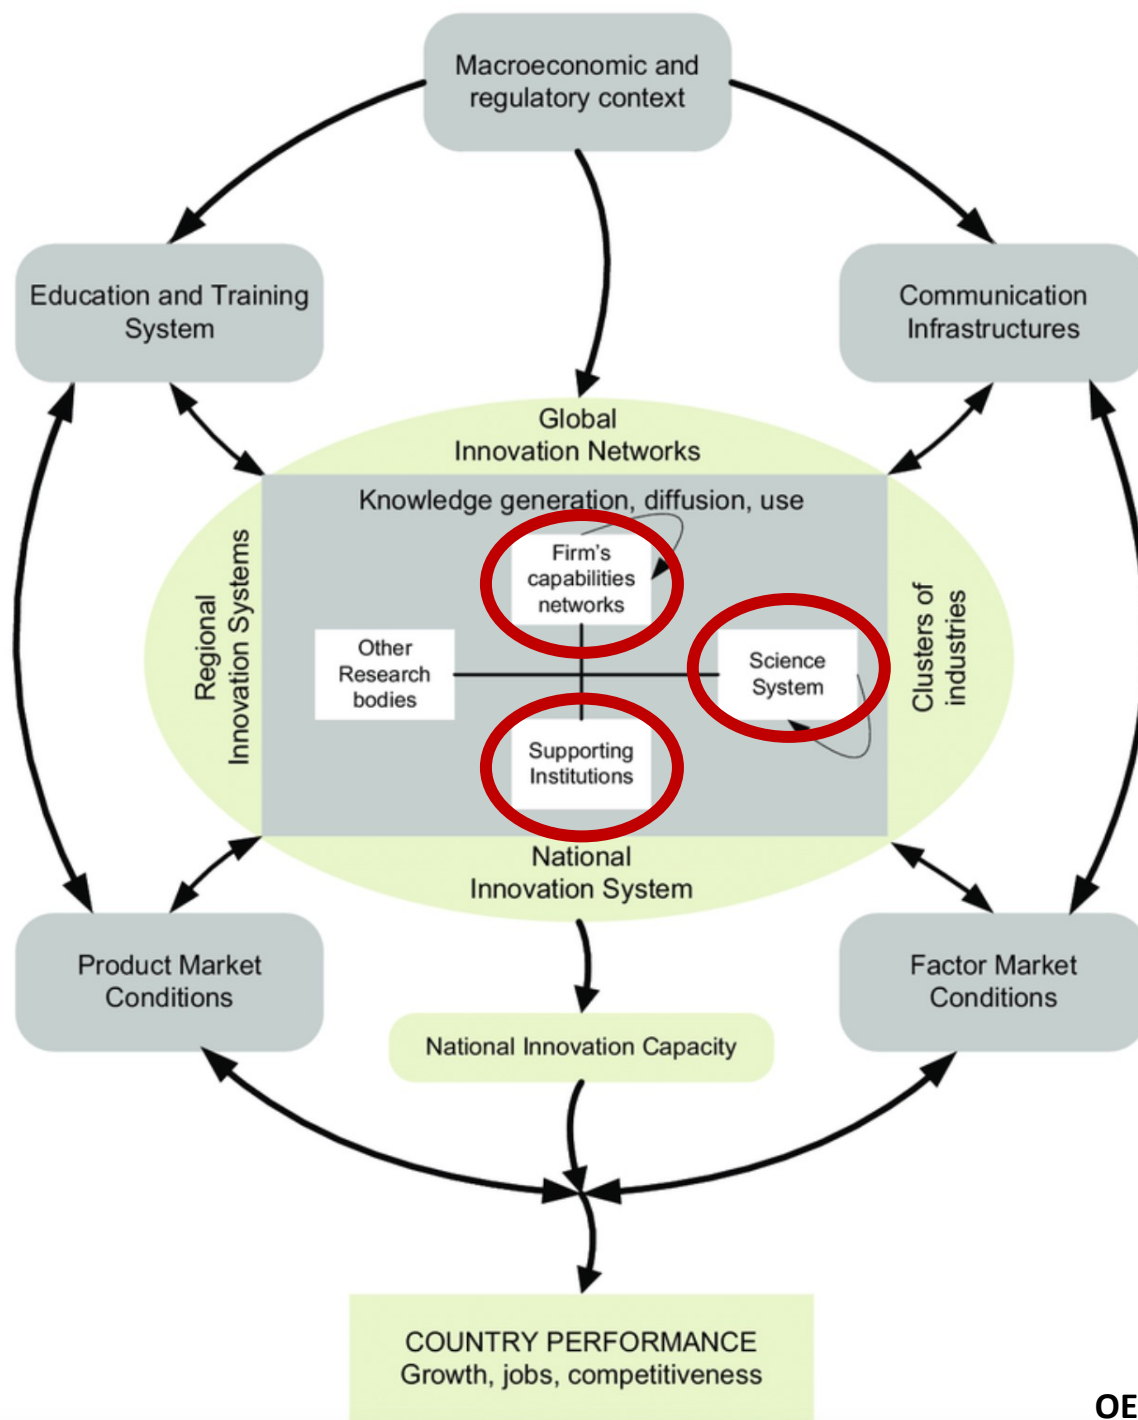 Macroeconomic and
regulatory context
Education and Training
System
Communication
Infrastructures
Global
Innovation Networks
Knowledge generation, diffusion, use
Regional
Innovation Systems
Firm's
capabilities
networks
Other
Research
bodies
Science
System
Supporting
Institutions
Clusters of
industries
National
Innovation System
Product Market
Conditions
Factor Market
Conditions
National Innovation Capacity
COUNTRY PERFORMANCE
Growth, jobs, competitiveness
OE